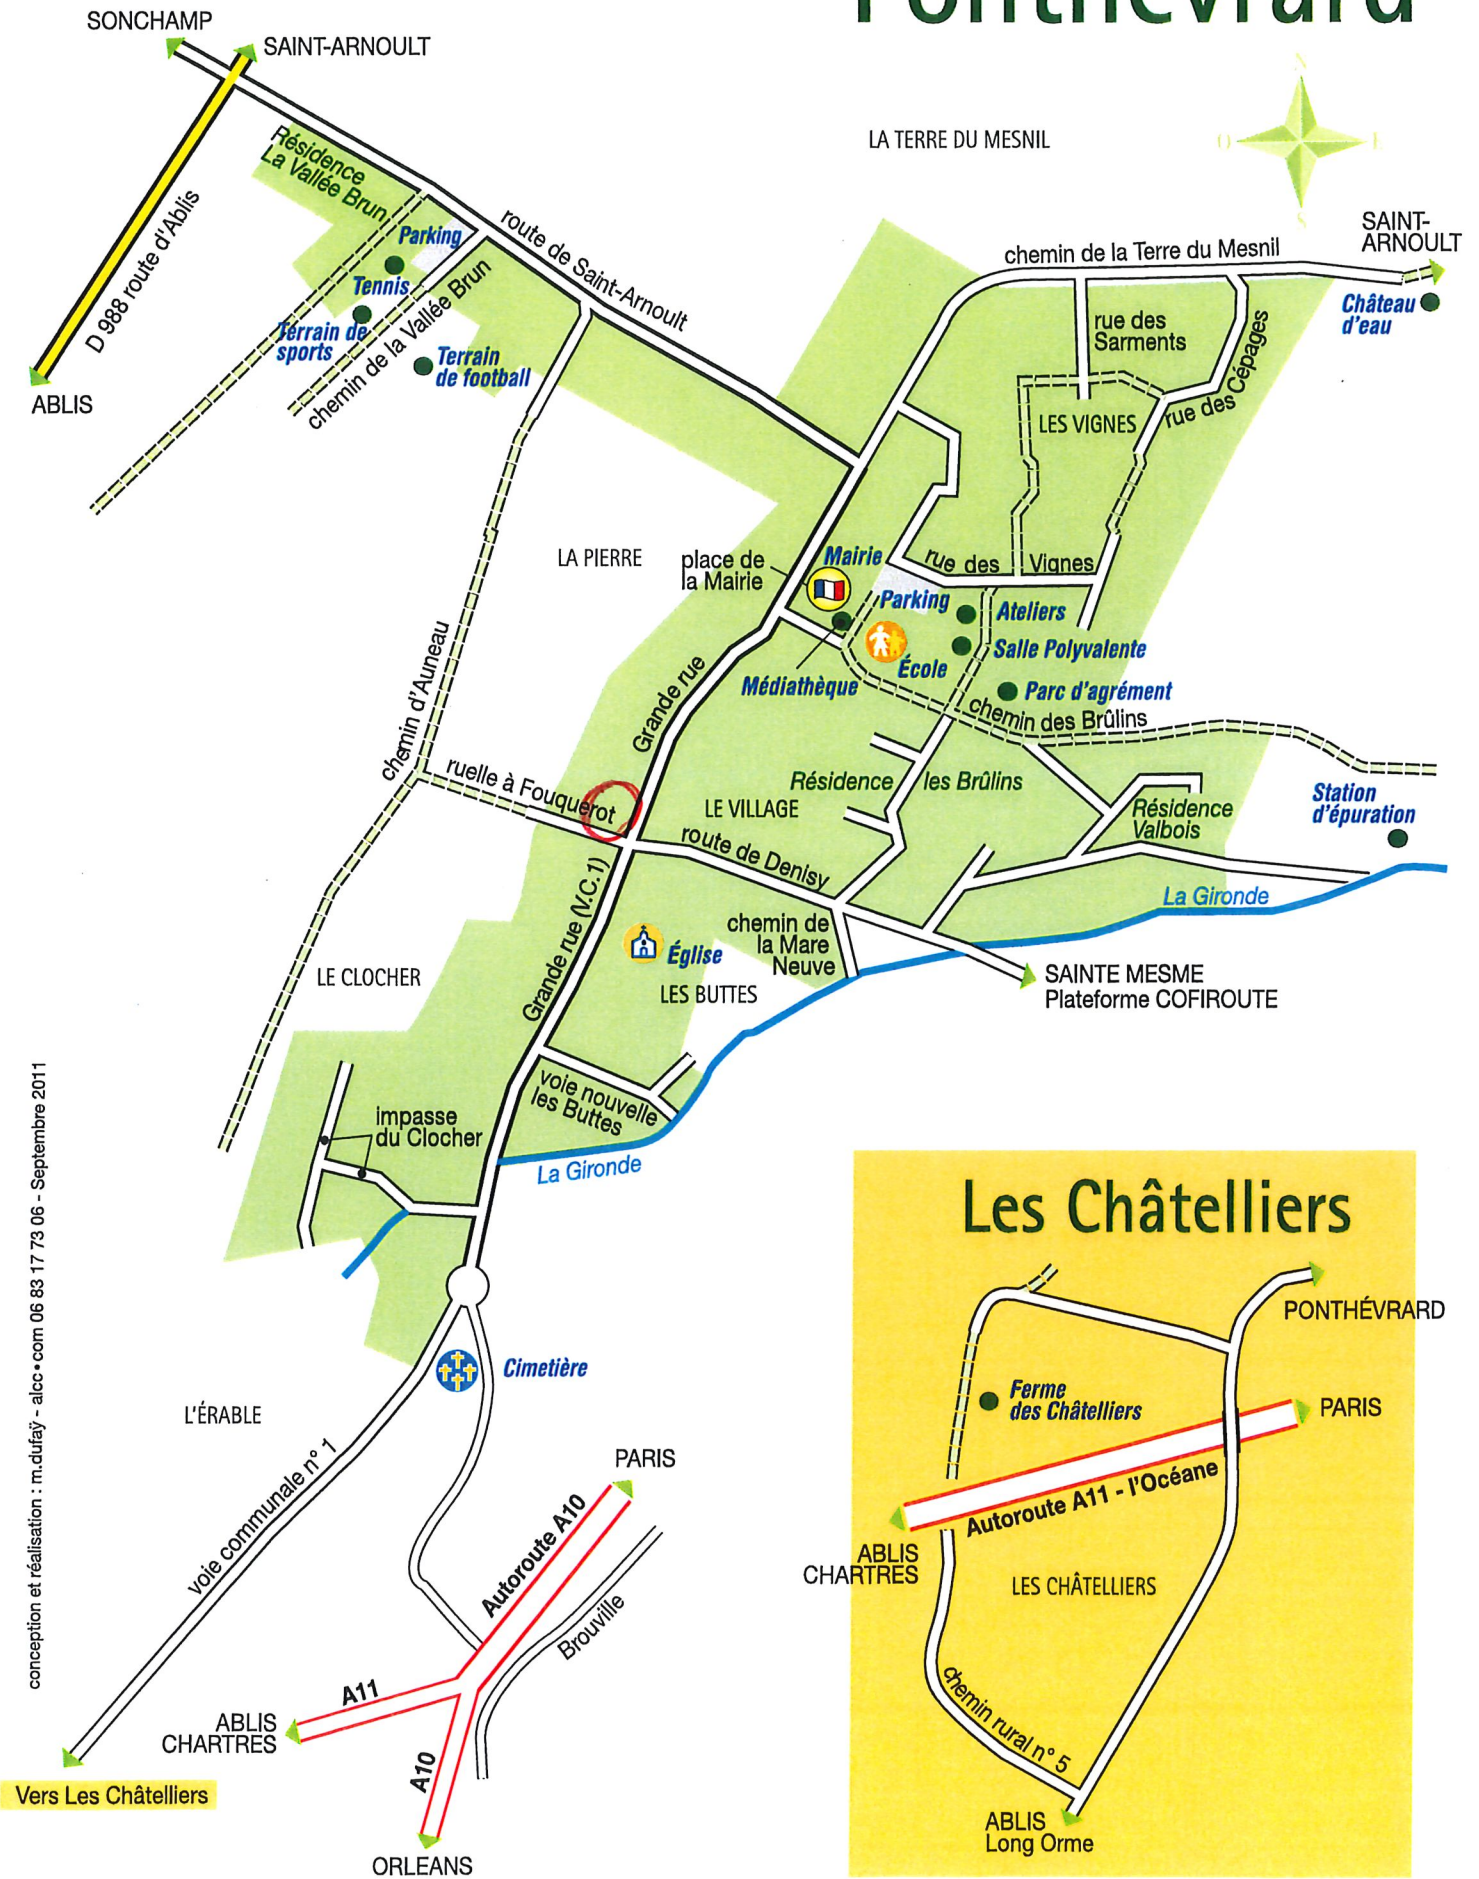 Ponthévrard
SONCHAMP
SAINT-ARNOULT
LA TERRE DU MESNIL
Résidence
La Vallée Brun
D 988 route d'Ablis
Parking
route de Saint-Arnoult
Tennis
Terrain de
sports
chemin de la Vallée Brun
Terrain
de football
ABLIS
chemin de la Terre du Mesnil
SAINT-
ARNOULT
Château
d'eau
rue des
Sarments
rue des Cépages
LES VIGNES
LA PIERRE
place de
la Mairie
Mairie
rue des Vignes
Parking
Ateliers
Salle Polyvalente
École
Médiathèque
Parc d'agrément
chemin des Brûlins
Grande rue
chemin d'Auneau
ruelle à Fouquerot
LE VILLAGE
Résidence les Brûlins
Résidence
Valbois
Station
d'épuration
route de Denisy
La Gironde
Grande rue (V.C.1)
chemin de
la Mare
Neuve
Église
LES BUTTES
LE CLOCHER
SAINTE MESME
Plateforme COFIROUTE
voie nouvelle
les Buttes
impasse
du Clocher
La Gironde
Cimetière
L'ÉRABLE
voie communale n° 1
PARIS
Autoroute A10
Brouville
A11
ABLIS
CHARTRES
A10
Vers Les Châtelliers
ORLEANS
conception et réalisation : m.dufaÿ - alcc•com 06 83 17 73 06 - Septembre 2011
Les Châtelliers
PONTHÉVRARD
Ferme
des Châtelliers
PARIS
Autoroute A11 - l'Océane
ABLIS
CHARTRES
LES CHÂTELLIERS
chemin rural n° 5
ABLIS
Long Orme